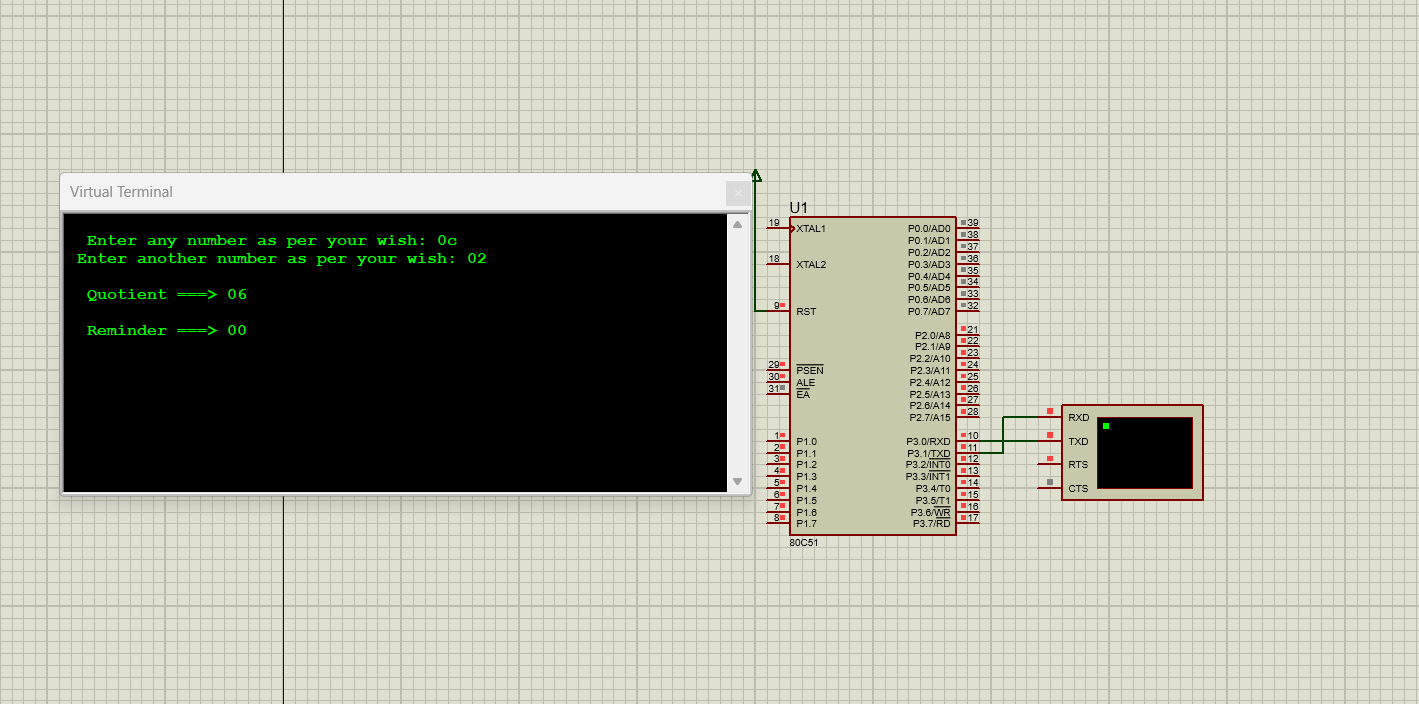 Virtual Terminal
Enter any number as per your wish: 0c
Enter another number as per your wish: 02
Quotient ===> 06
Reminder ===> 00
U1
19 XTAL1
18 XTAL2
9 RST
29 PSEN
30 ALE
31 EA
1 P1.0
2 P1.1
3 P1.2
4 P1.3
5 P1.4
6 P1.5
7 P1.6
8 P1.7
P0.0/AD0 39
P0.1/AD1 38
P0.2/AD2 37
P0.3/AD3 36
P0.4/AD4 35
P0.5/AD5 34
P0.6/AD6 33
P0.7/AD7 32
P2.0/A8 21
P2.1/A9 22
P2.2/A10 23
P2.3/A11 24
P2.4/A12 25
P2.5/A13 26
P2.6/A14 27
P2.7/A15 28
P3.0/RXD 10
P3.1/TXD 11
P3.2/INT0 12
P3.3/INT1 13
P3.4/T0 14
P3.5/T1 15
P3.6/WR 16
P3.7/RD 17
80C51
RXD
TXD
RTS
CTS